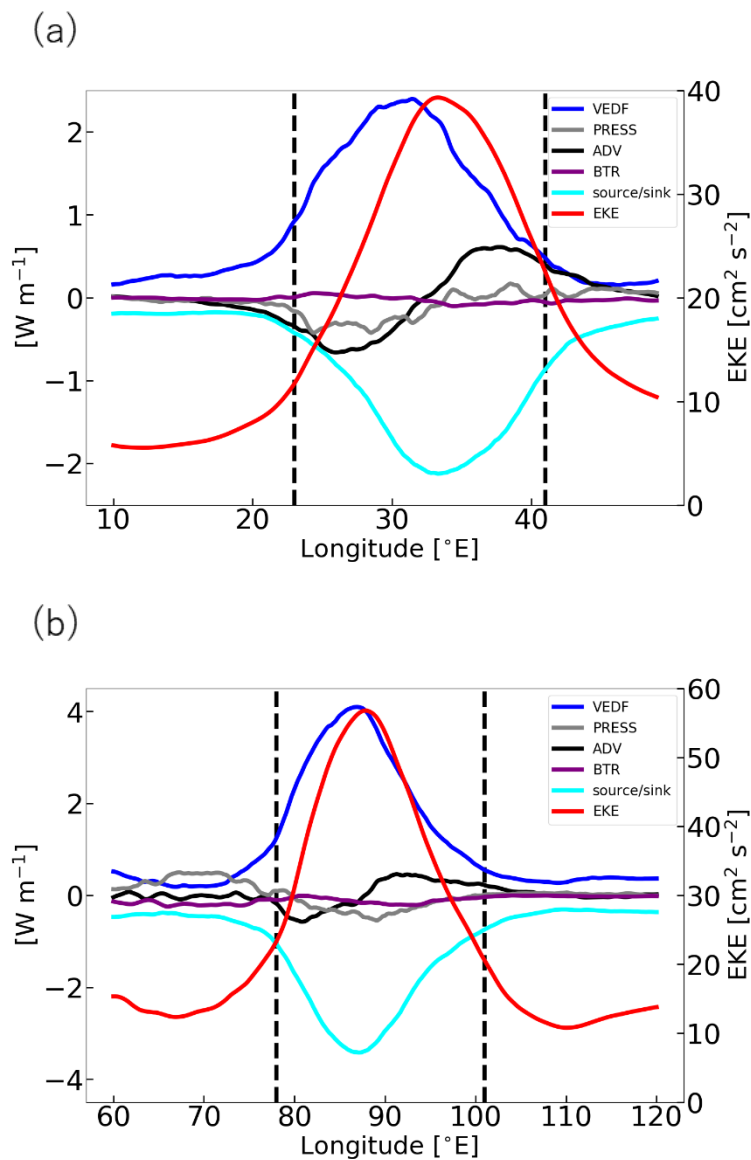 (a)
2
1
0
−1
−2
[W m⁻¹]
40
30
20
10
0
EKE [cm² s⁻²]
VEDF
PRESS
ADV
BTR
source/sink
EKE
10 20 30 40
Longitude [°E]
(b)
4
2
0
−2
−4
[W m⁻¹]
60
50
40
30
20
10
0
EKE [cm² s⁻²]
VEDF
PRESS
ADV
BTR
source/sink
EKE
60 70 80 90 100 110 120
Longitude [°E]